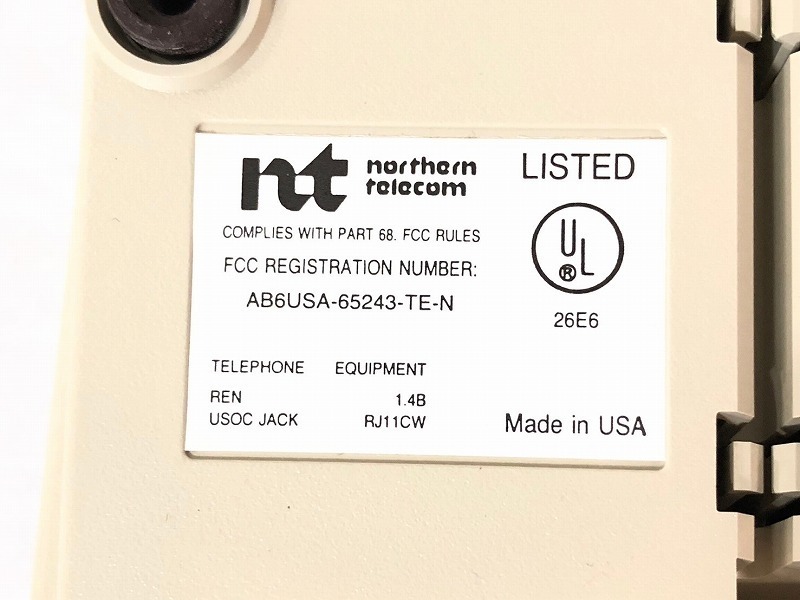 nt northern
telecom
COMPLIES WITH PART 68. FCC RULES
FCC REGISTRATION NUMBER:
AB6USA-65243-TE-N
TELEPHONE EQUIPMENT
REN 1.4B
USOC JACK RJ11CW
LISTED
UL
®
26E6
Made in USA